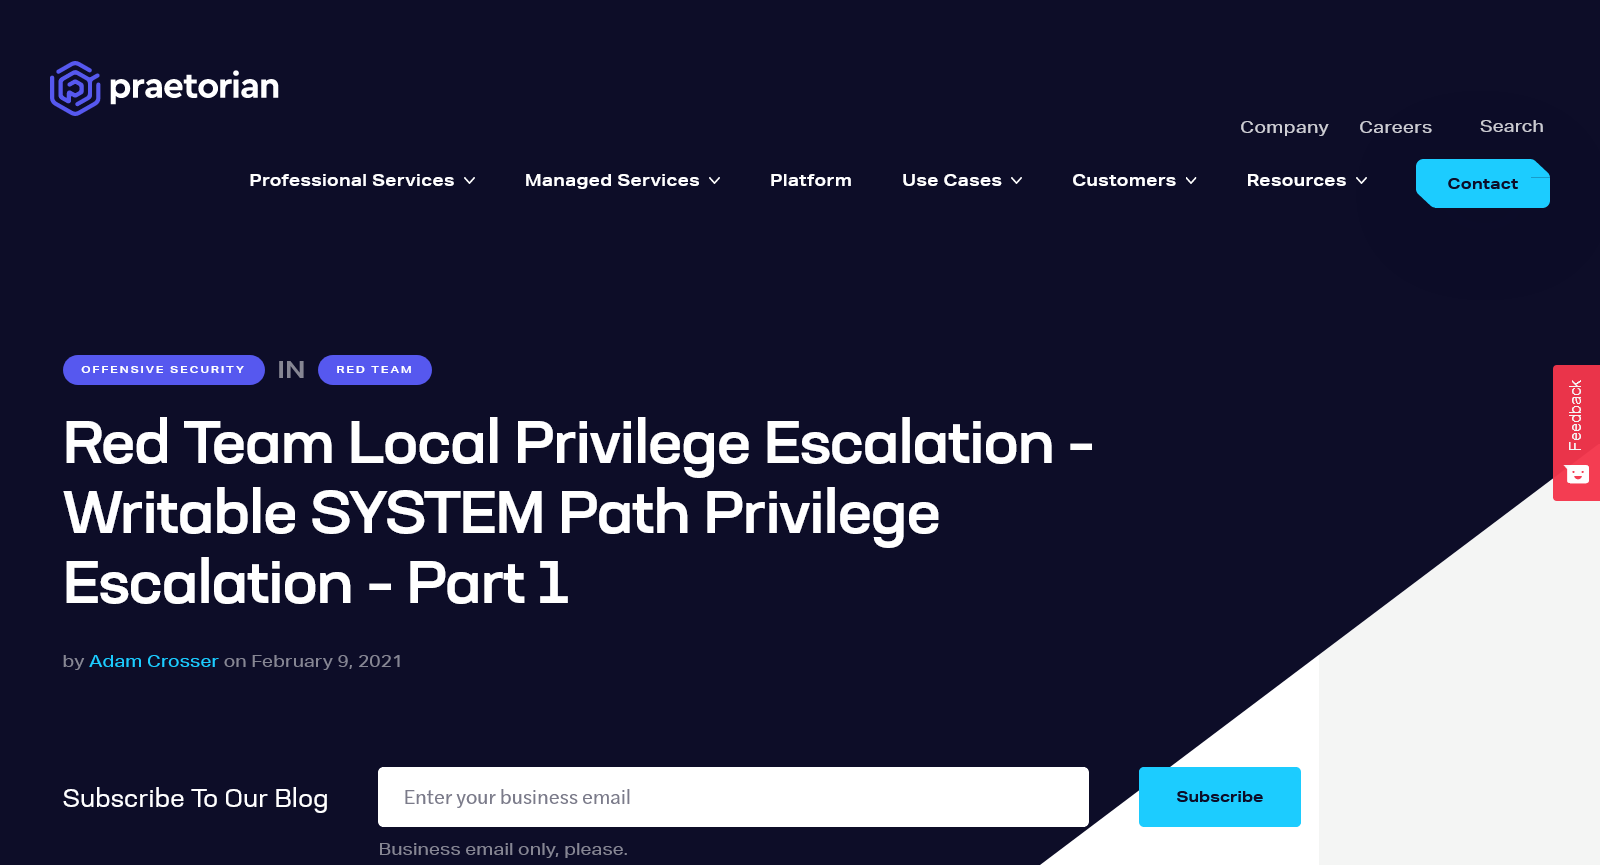 praetorian
Company Careers Search
Professional Services Managed Services Platform Use Cases Customers Resources Contact
OFFENSIVE SECURITY IN RED TEAM
Red Team Local Privilege Escalation –
Writable SYSTEM Path Privilege
Escalation – Part 1
by Adam Crosser on February 9, 2021
Feedback
Subscribe To Our Blog Enter your business email Subscribe
Business email only, please.